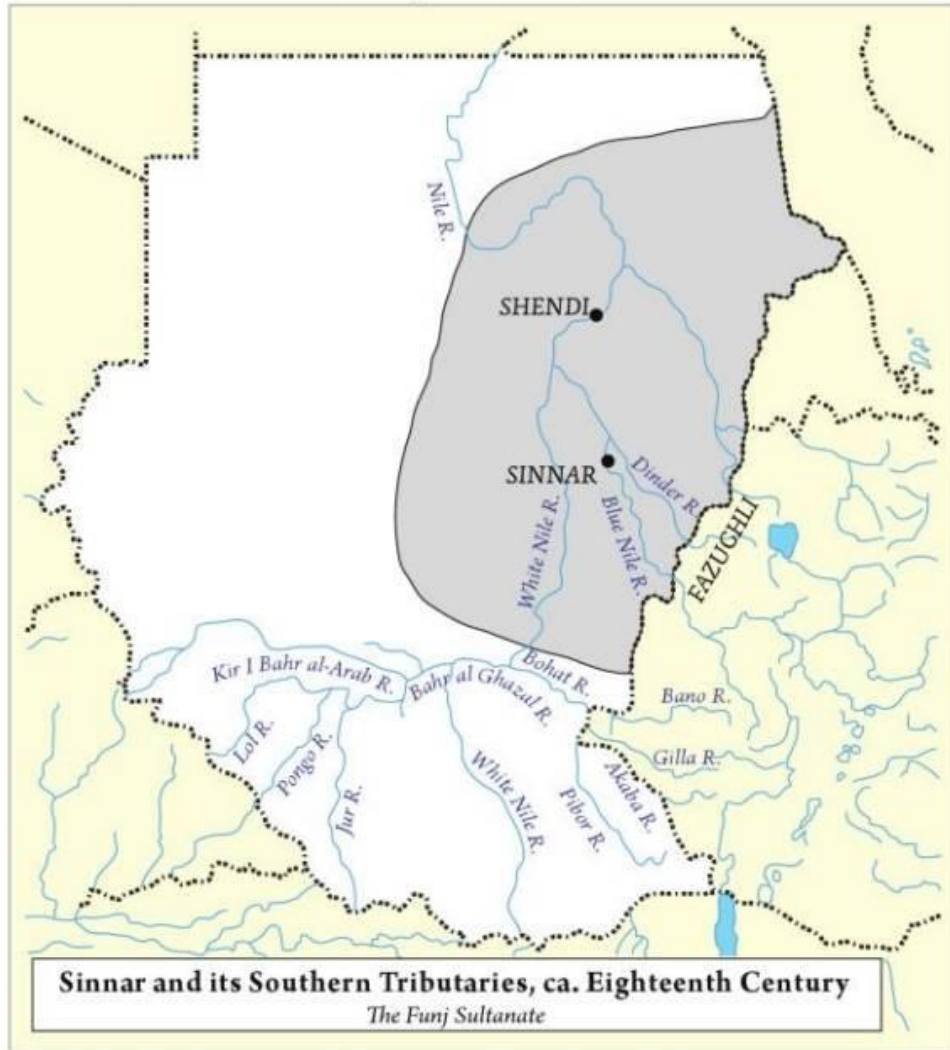 Nile R.
SHENDI
SINNAR
Dinder R.
Blue Nile R.
White Nile R.
FAZUGHLI
Kir I Bahr al-Arab R.
Bahr al Ghazal R.
Bohat R.
Bano R.
Gilla R.
Akaba R.
Pibor R.
White Nile R.
Lol R.
Pongo R.
Jur R.
Sinnar and its Southern Tributaries, ca. Eighteenth Century
The Funj Sultanate